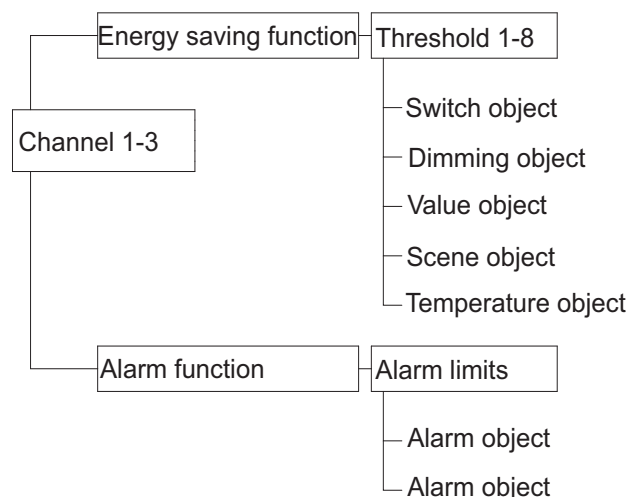 Energy saving function
Threshold 1-8
Switch object
Channel 1-3
Dimming object
Value object
Scene object
Temperature object
Alarm function
Alarm limits
Alarm object
Alarm object